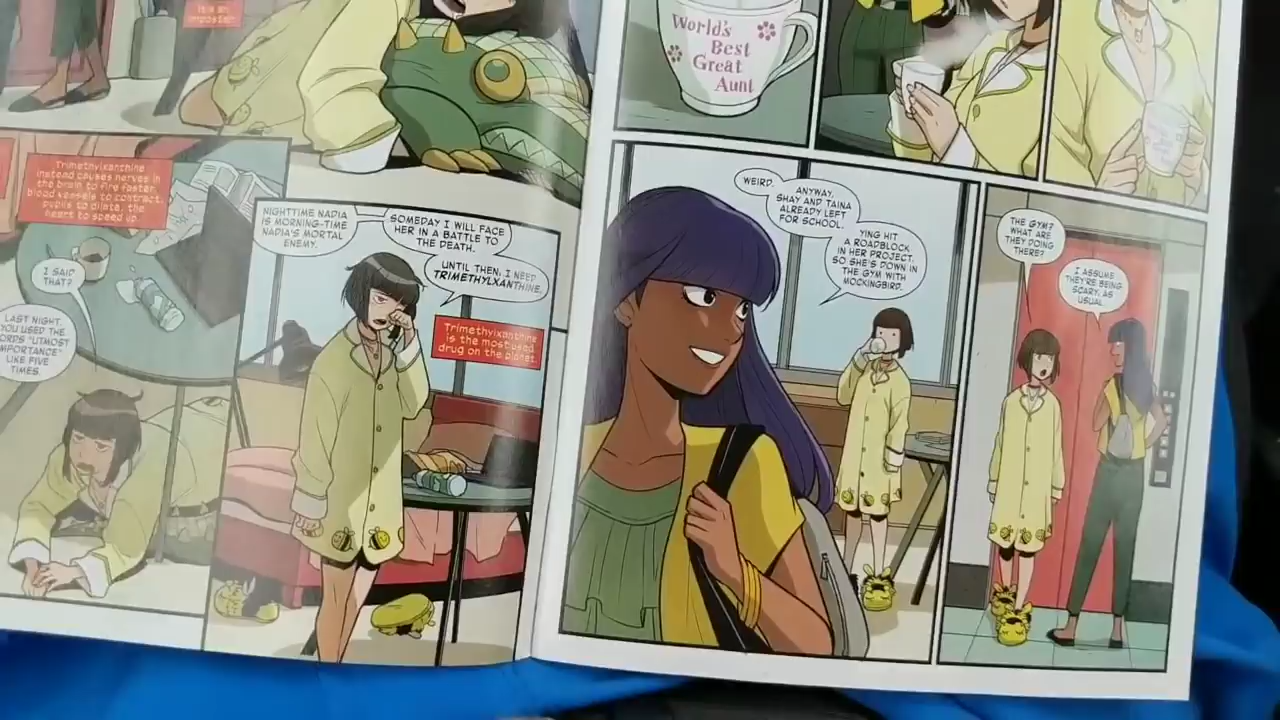 is an
imposter.
Trimethylxanthine
instead causes nerves in
the brain to fire faster,
blood vessels to contract,
pupils to dilate, the
heart to speed up.
I SAID
THAT?
LAST NIGHT.
YOU USED THE
WORDS "UTMOST
IMPORTANCE"
LIKE FIVE
TIMES.
NIGHTTIME NADIA
IS MORNING-TIME
NADIA'S MORTAL
ENEMY.
SOMEDAY I WILL FACE
HER IN A BATTLE TO
THE DEATH.
UNTIL THEN, I NEED
TRIMETHYLXANTHINE.
Trimethylxanthine
is the most-used
drug on the planet.
World's
Best
Great
Aunt
WEIRD.
ANYWAY,
SHAY AND TAINA
ALREADY LEFT
FOR SCHOOL.
YING HIT
A ROADBLOCK
IN HER PROJECT,
SO SHE'S DOWN IN
THE GYM WITH
MOCKINGBIRD.
THE GYM?
WHAT ARE
THEY DOING
THERE?
I ASSUME
THEY'RE BEING
SCARY, AS
USUAL.